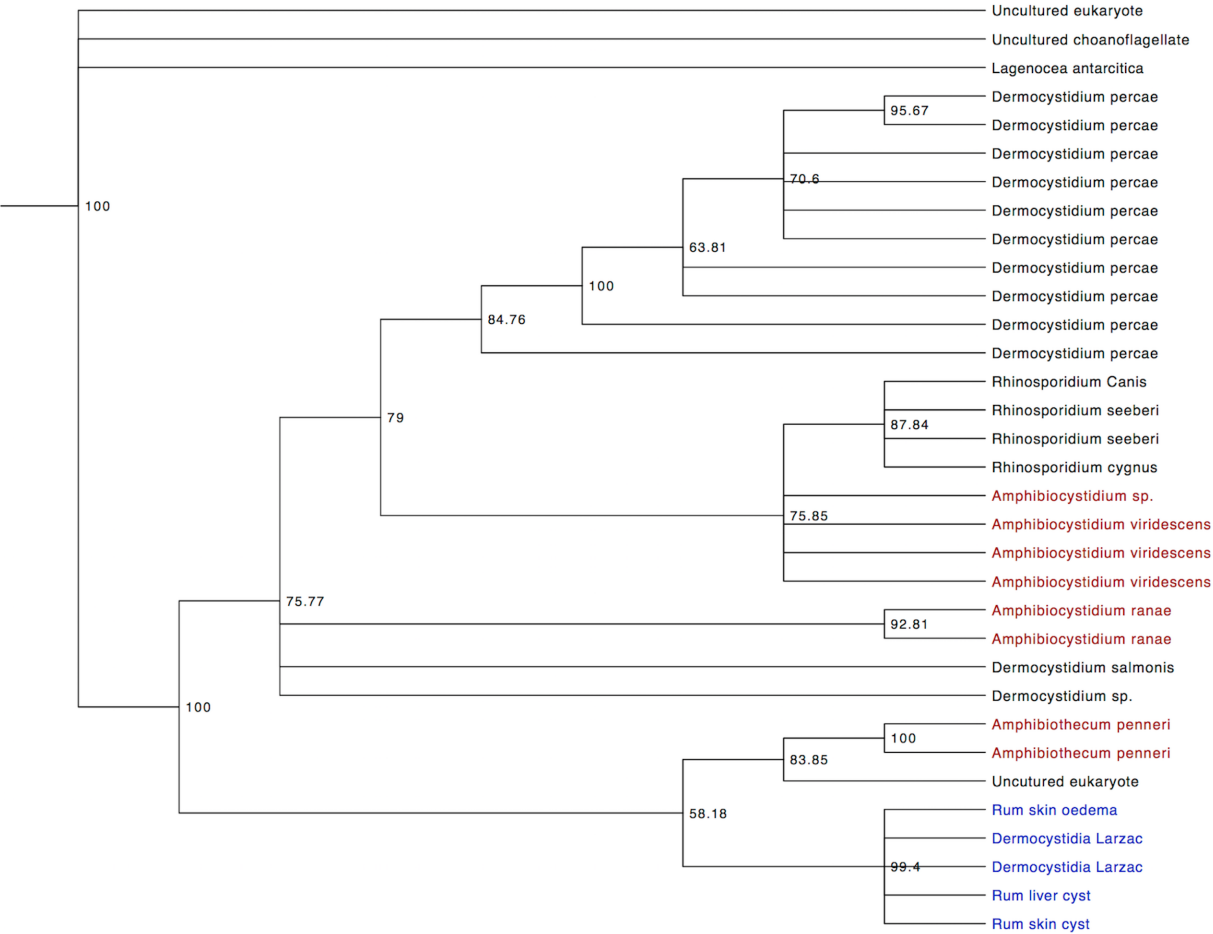 Uncultured eukaryote
Uncultured choanoflagellate
Lagenocea antarcitica
Dermocystidium percae
95.67
Dermocystidium percae
Dermocystidium percae
70.6
Dermocystidium percae
100
Dermocystidium percae
Dermocystidium percae
63.81
Dermocystidium percae
100
Dermocystidium percae
84.76
Dermocystidium percae
Dermocystidium percae
Rhinosporidium Canis
Rhinosporidium seeberi
79
87.84
Rhinosporidium seeberi
Rhinosporidium cygnus
Amphibiocystidium sp.
75.85
Amphibiocystidium viridescens
Amphibiocystidium viridescens
Amphibiocystidium viridescens
75.77
Amphibiocystidium ranae
92.81
Amphibiocystidium ranae
Dermocystidium salmonis
Dermocystidium sp.
100
Amphibiothecum penneri
100
Amphibiothecum penneri
83.85
Uncutured eukaryote
58.18
Rum skin oedema
Dermocystidia Larzac
99.4
Dermocystidia Larzac
Rum liver cyst
Rum skin cyst